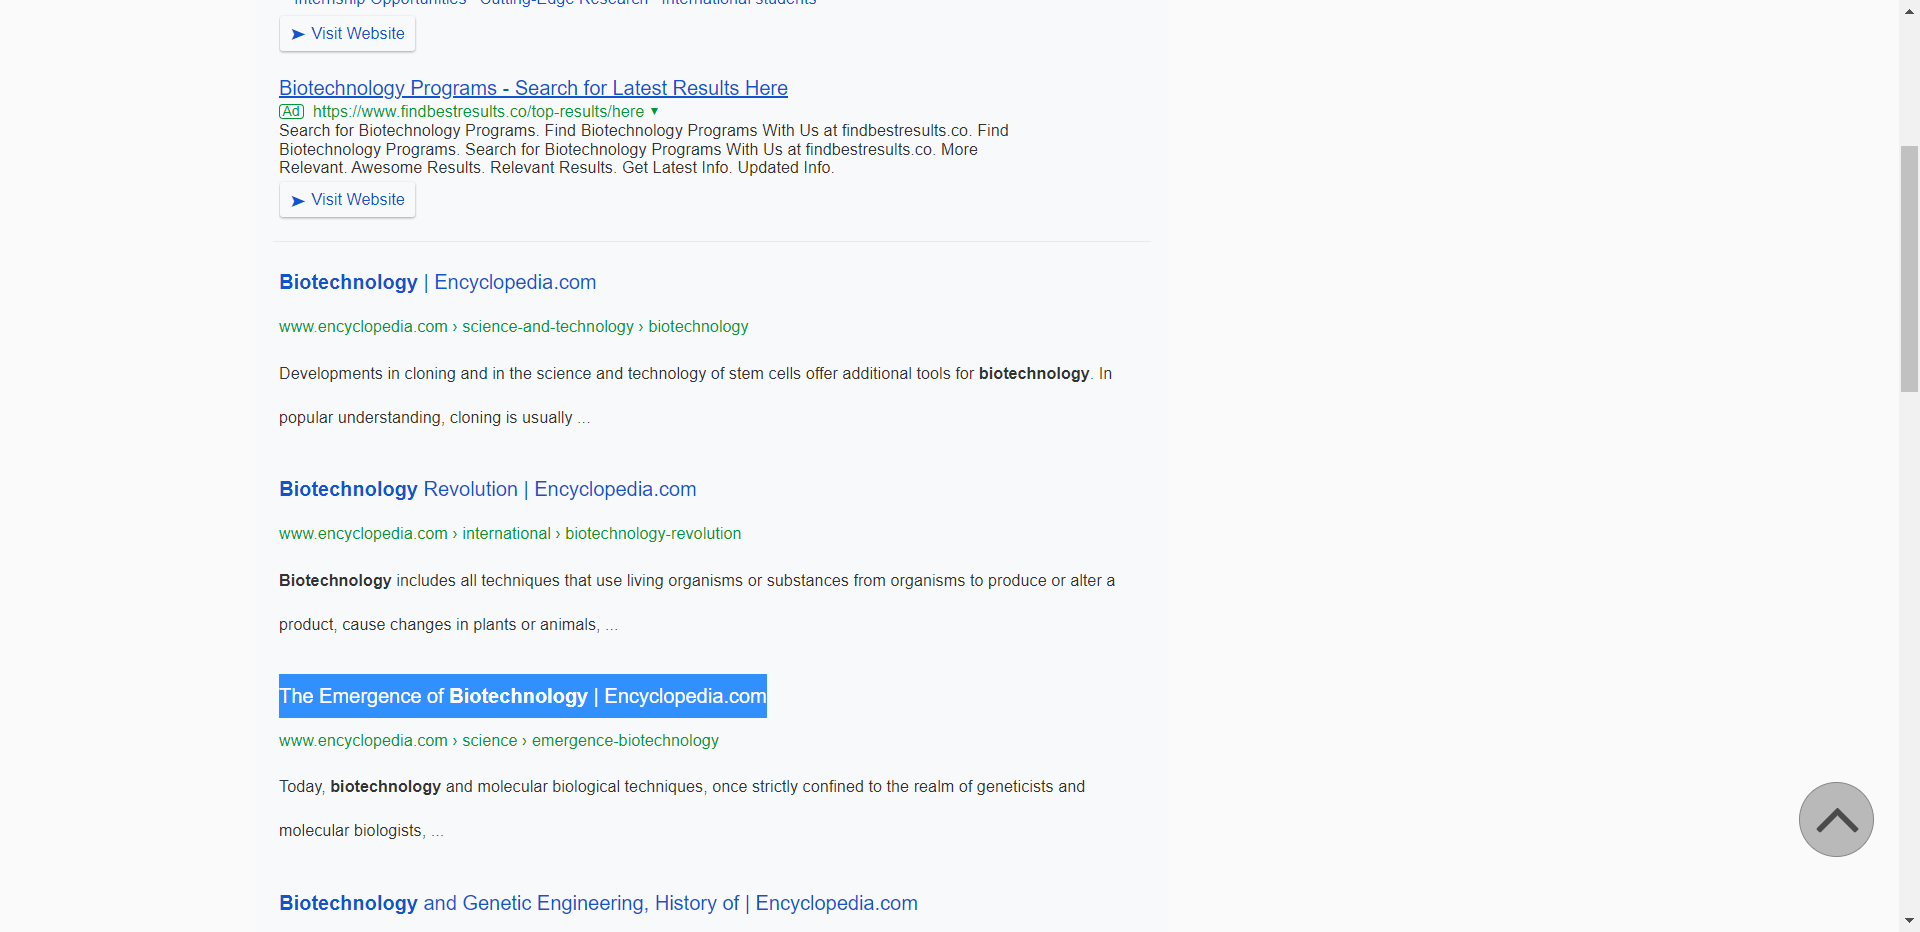 Internship Opportunities · Cutting-Edge Research · International students
➤ Visit Website
Biotechnology Programs - Search for Latest Results Here
Ad https://www.findbestresults.co/top-results/here ▼
Search for Biotechnology Programs. Find Biotechnology Programs With Us at findbestresults.co. Find
Biotechnology Programs. Search for Biotechnology Programs With Us at findbestresults.co. More
Relevant. Awesome Results. Relevant Results. Get Latest Info. Updated Info.
➤ Visit Website
Biotechnology | Encyclopedia.com
www.encyclopedia.com › science-and-technology › biotechnology
Developments in cloning and in the science and technology of stem cells offer additional tools for biotechnology. In
popular understanding, cloning is usually ...
Biotechnology Revolution | Encyclopedia.com
www.encyclopedia.com › international › biotechnology-revolution
Biotechnology includes all techniques that use living organisms or substances from organisms to produce or alter a
product, cause changes in plants or animals, ...
The Emergence of Biotechnology | Encyclopedia.com
www.encyclopedia.com › science › emergence-biotechnology
Today, biotechnology and molecular biological techniques, once strictly confined to the realm of geneticists and
molecular biologists, ...
Biotechnology and Genetic Engineering, History of | Encyclopedia.com